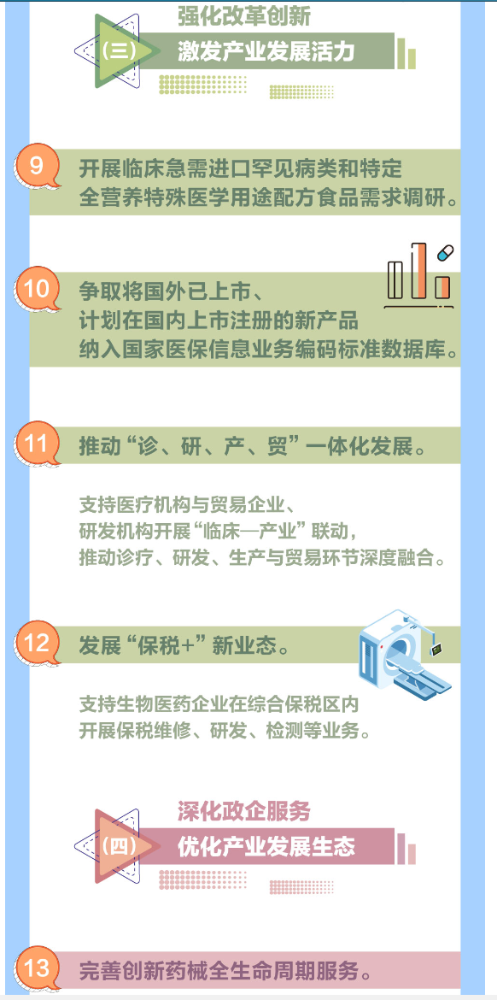 强化改革创新
（三）
激发产业发展活力
9
开展临床急需进口罕见病类和特定
全营养特殊医学用途配方食品需求调研。
10
争取将国外已上市、
计划在国内上市注册的新产品
纳入国家医保信息业务编码标准数据库。
11
推动“诊、研、产、贸”一体化发展。
支持医疗机构与贸易企业、
研发机构开展“临床—产业”联动，
推动诊疗、研发、生产与贸易环节深度融合。
12
发展“保税+”新业态。
支持生物医药企业在综合保税区内
开展保税维修、研发、检测等业务。
深化政企服务
（四）
优化产业发展生态
13
完善创新药械全生命周期服务。